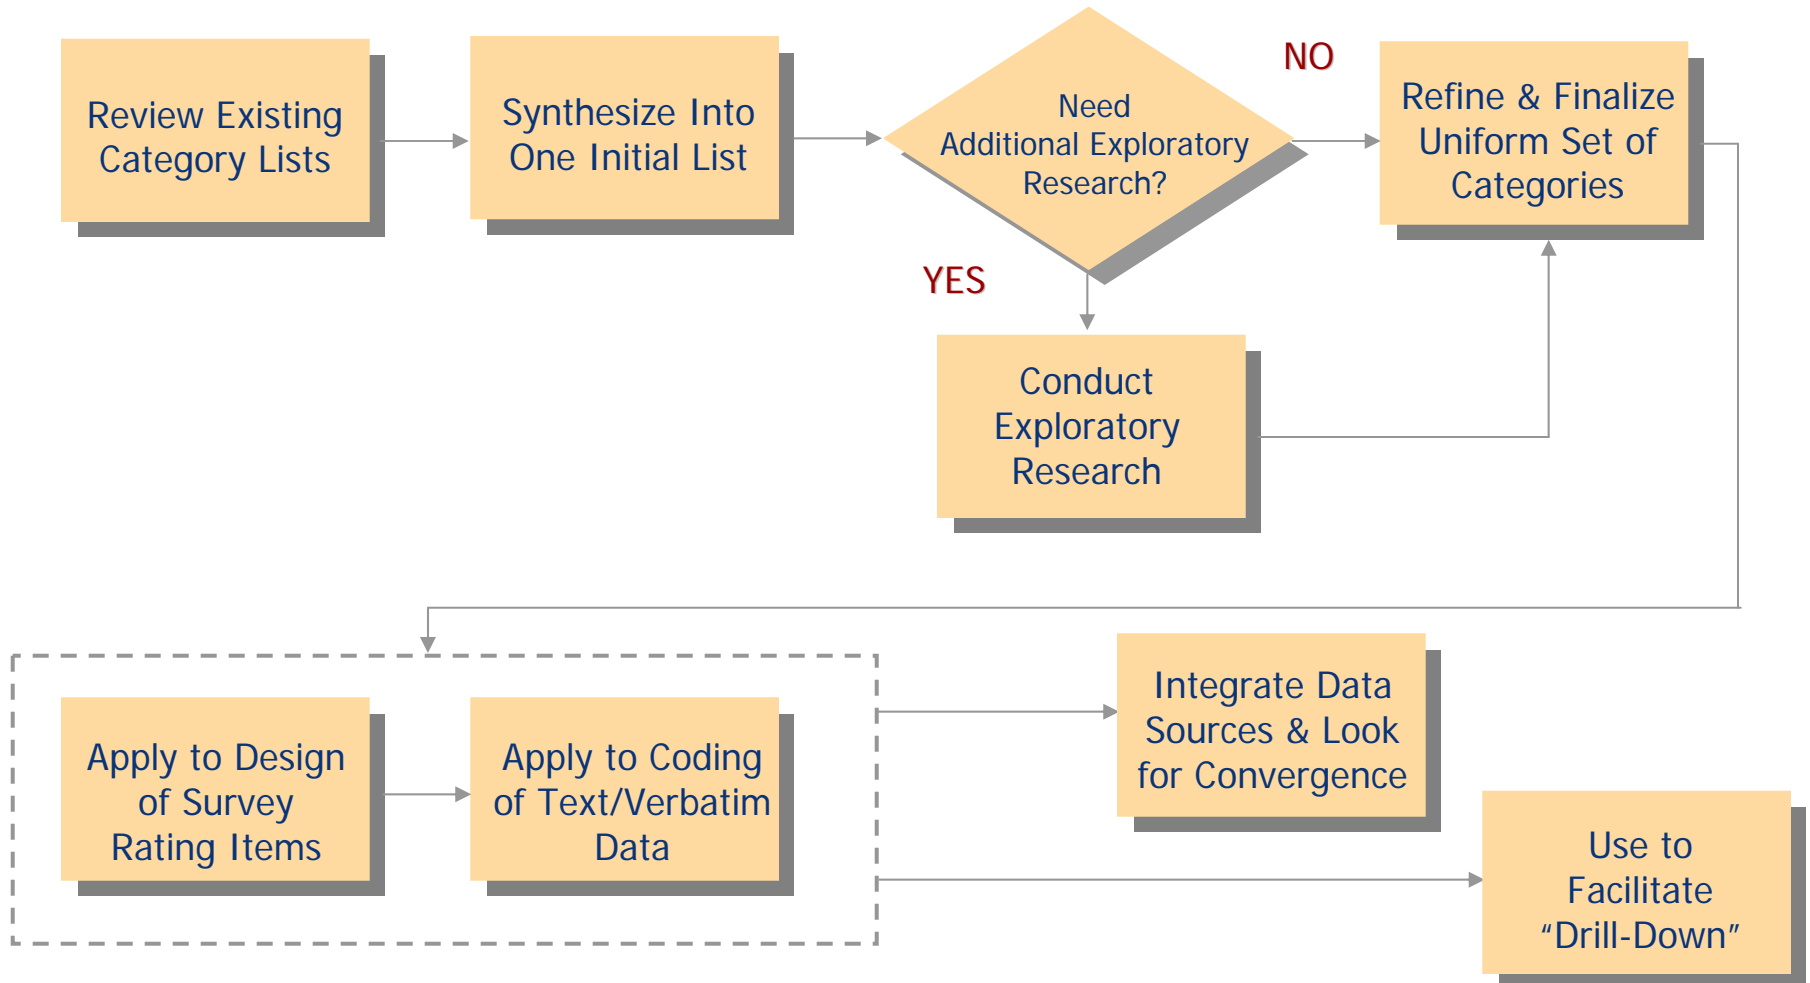 Review Existing
Category Lists
Synthesize Into
One Initial List
Need
Additional Exploratory
Research?
NO
Refine & Finalize
Uniform Set of
Categories
YES
Conduct
Exploratory
Research
Apply to Design
of Survey
Rating Items
Apply to Coding
of Text/Verbatim
Data
Integrate Data
Sources & Look
for Convergence
Use to
Facilitate
“Drill-Down”